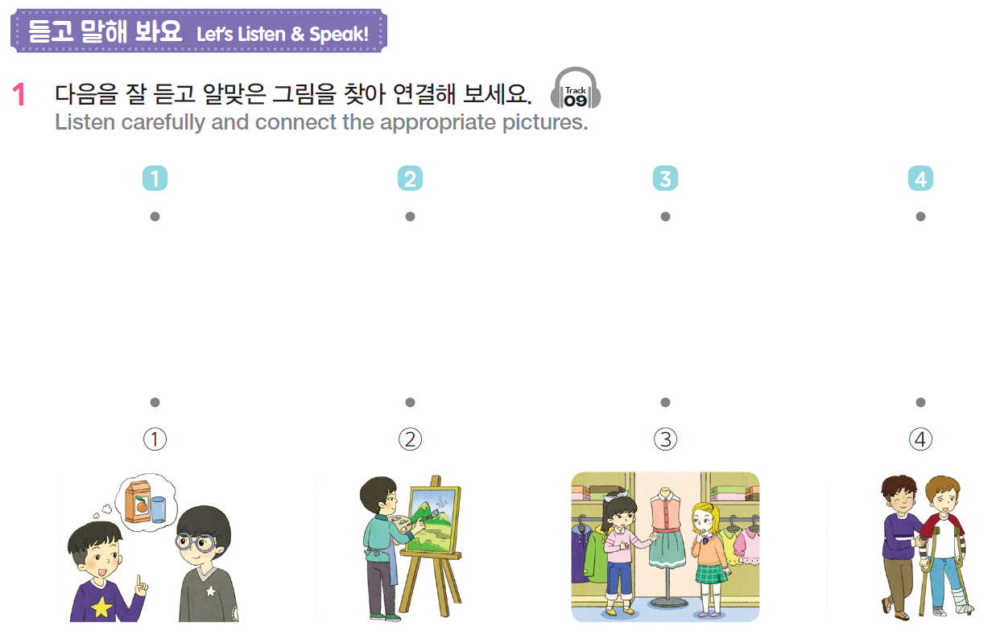 듣고 말해 봐요 Let's Listen & Speak!
1 다음을 잘 듣고 알맞은 그림을 찾아 연결해 보세요. Track 09
Listen carefully and connect the appropriate pictures.
1 2 3 4
① ② ③ ④